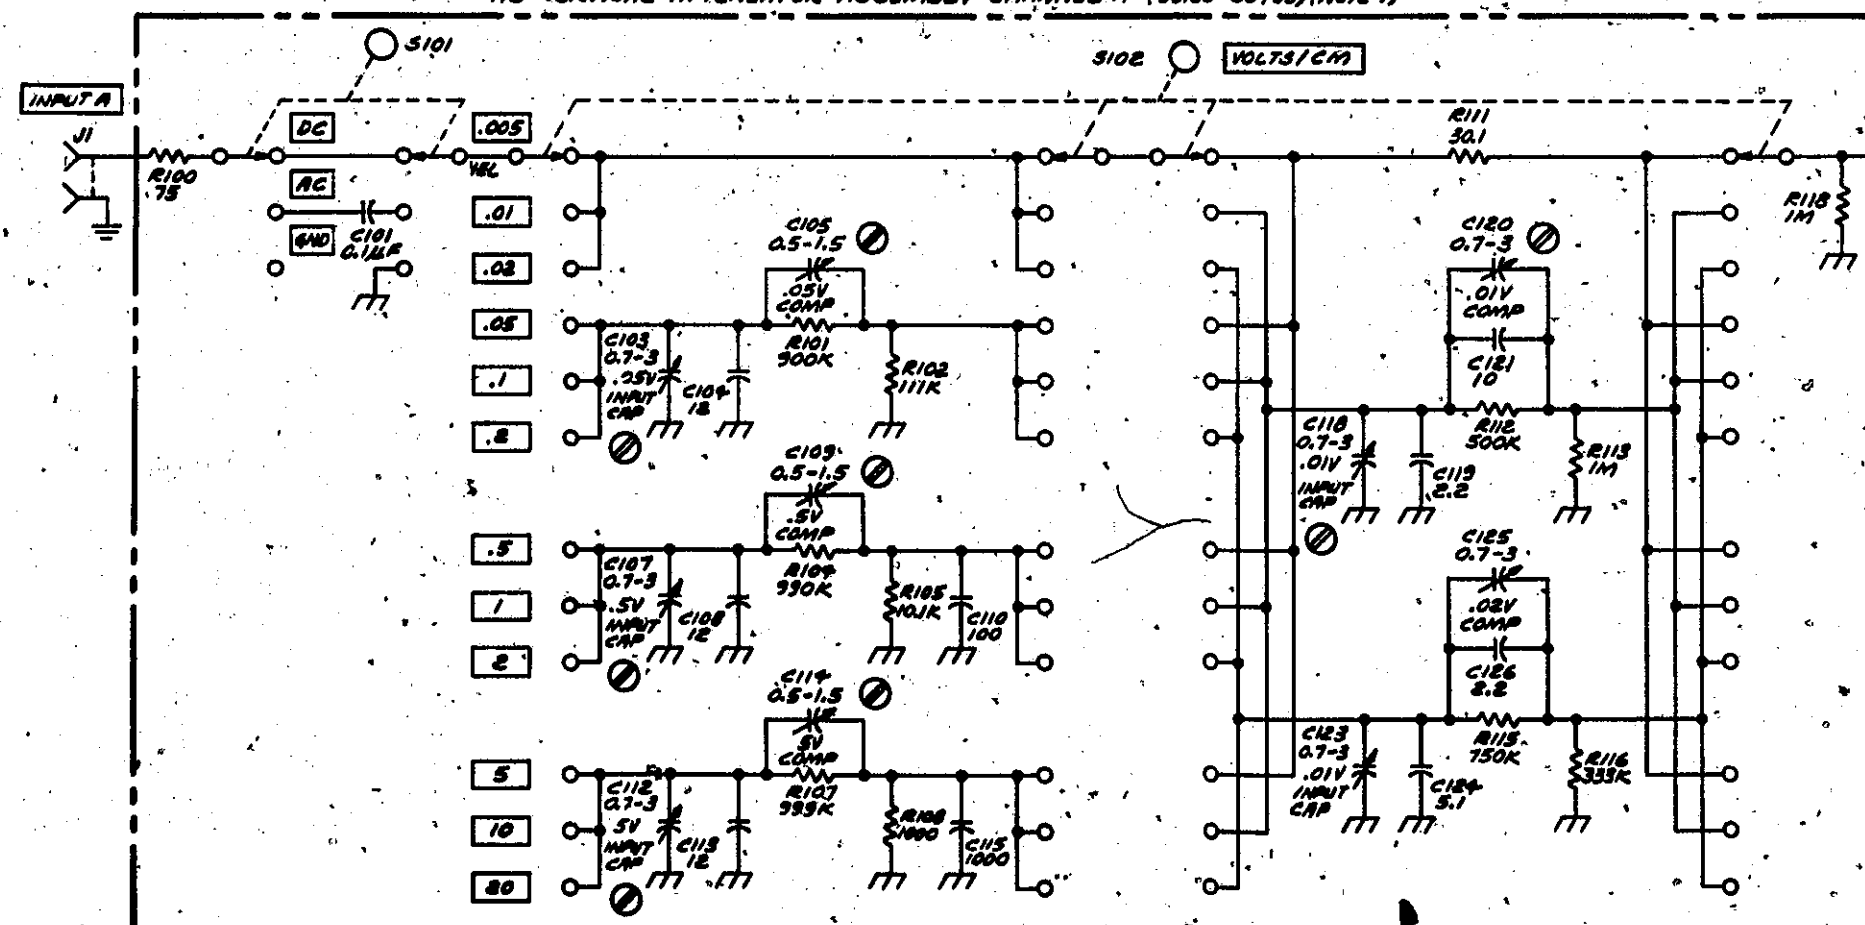 S101
S102 VOLTS/CM
INPUT A
J1
R100
75
DC
AC
GND
C101
0.1µF
.005
YEL
.01
.02
.05
.1
.2
.5
1
2
5
10
20
C105
0.5-1.5
.05V
COMP
R101
900K
C103
0.7-3
.05V
INPUT
CAP
C104
12
R102
111K
C109
0.5-1.5
.5V
COMP
R104
990K
C107
0.7-3
.5V
INPUT
CAP
C108
12
R105
10.1K
C110
100
C114
0.5-1.5
5V
COMP
R107
999K
C112
0.7-3
5V
INPUT
CAP
C113
12
R108
1000
C115
1000
R111
30.1
C120
0.7-3
.01V
COMP
C121
10
R112
500K
C118
0.7-3
.01V
INPUT
CAP
C119
2.2
R113
1M
C125
0.7-3
.02V
COMP
C126
2.2
R115
750K
C123
0.7-3
.01V
INPUT
CAP
C124
5.1
R116
333K
R118
1M